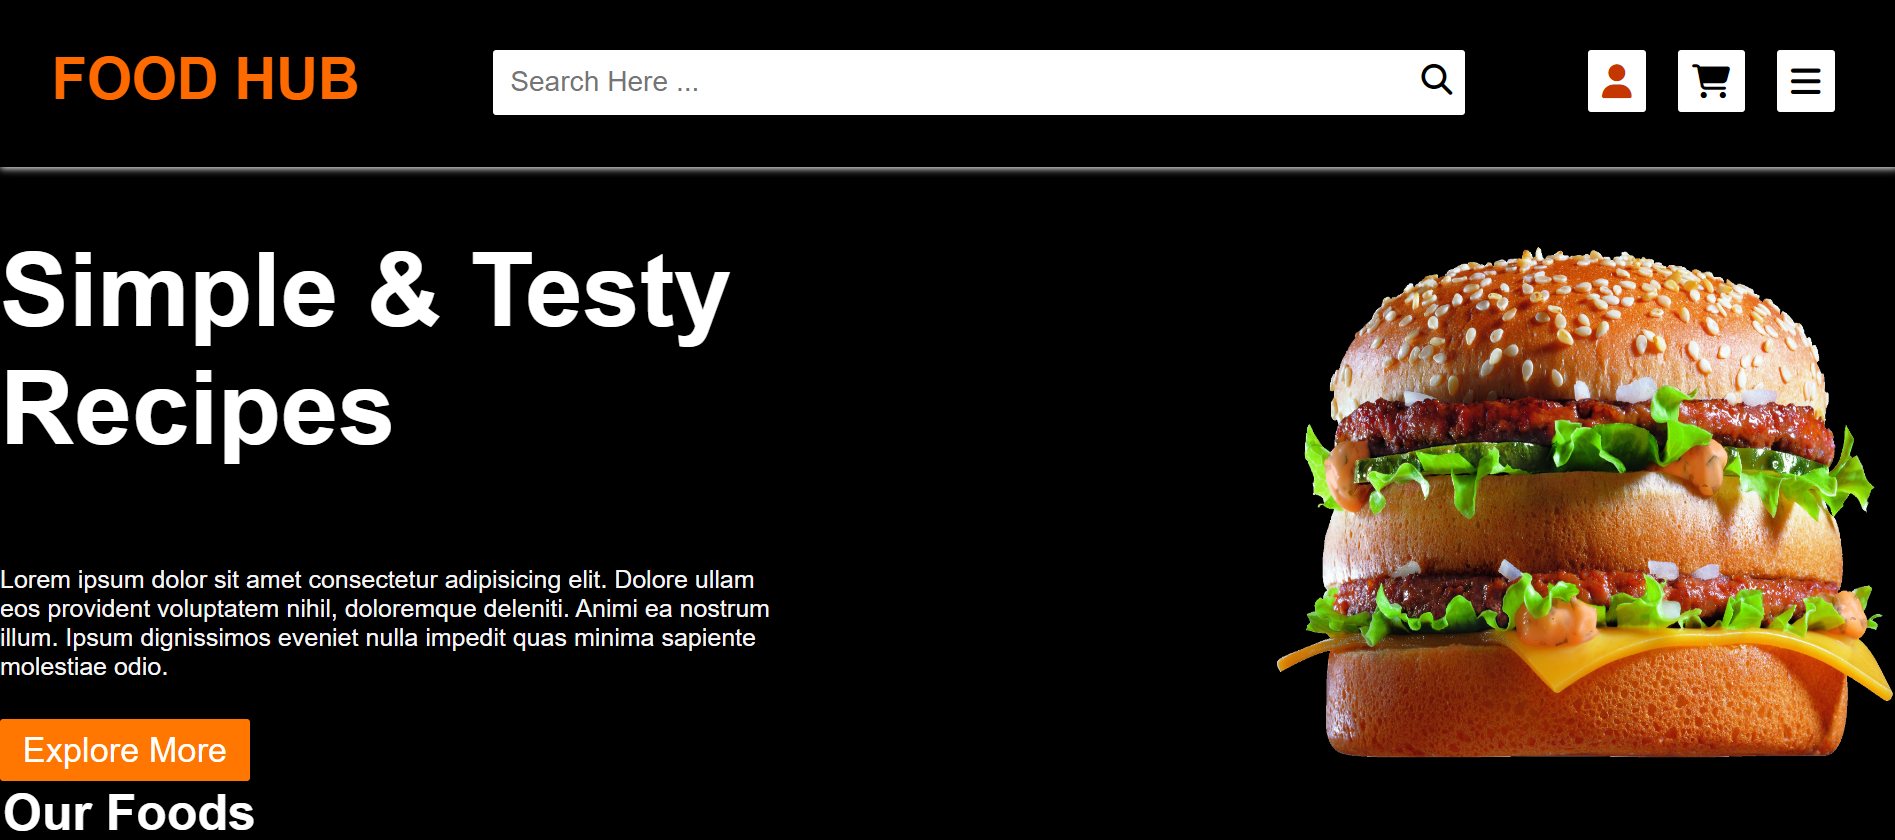 FOOD HUB
Search Here ...
Simple & Testy
Recipes
Lorem ipsum dolor sit amet consectetur adipisicing elit. Dolore ullam
eos provident voluptatem nihil, doloremque deleniti. Animi ea nostrum
illum. Ipsum dignissimos eveniet nulla impedit quas minima sapiente
molestiae odio.
Explore More
Our Foods